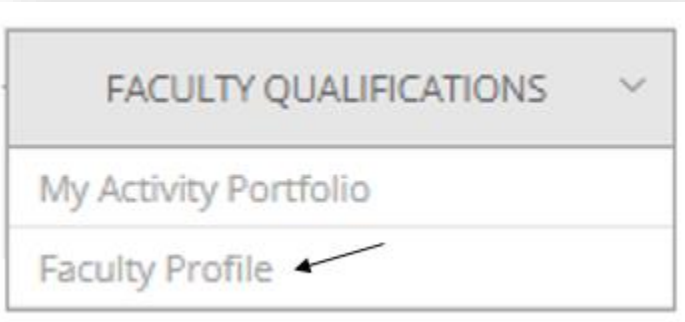 FACULTY QUALIFICATIONS
My Activity Portfolio
Faculty Profile